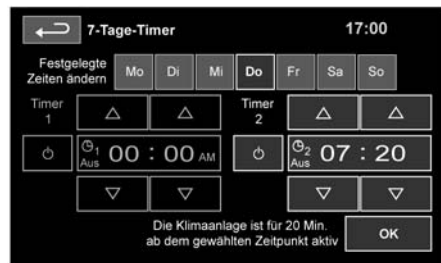 7-Tage-Timer 17:00
Festgelegte Zeiten ändern Mo Di Mi Do Fr Sa So
Timer 1 Timer 2
1 Aus 00 : 00 AM 2 Aus 07 : 20
Die Klimaanlage ist für 20 Min.
ab dem gewählten Zeitpunkt aktiv OK